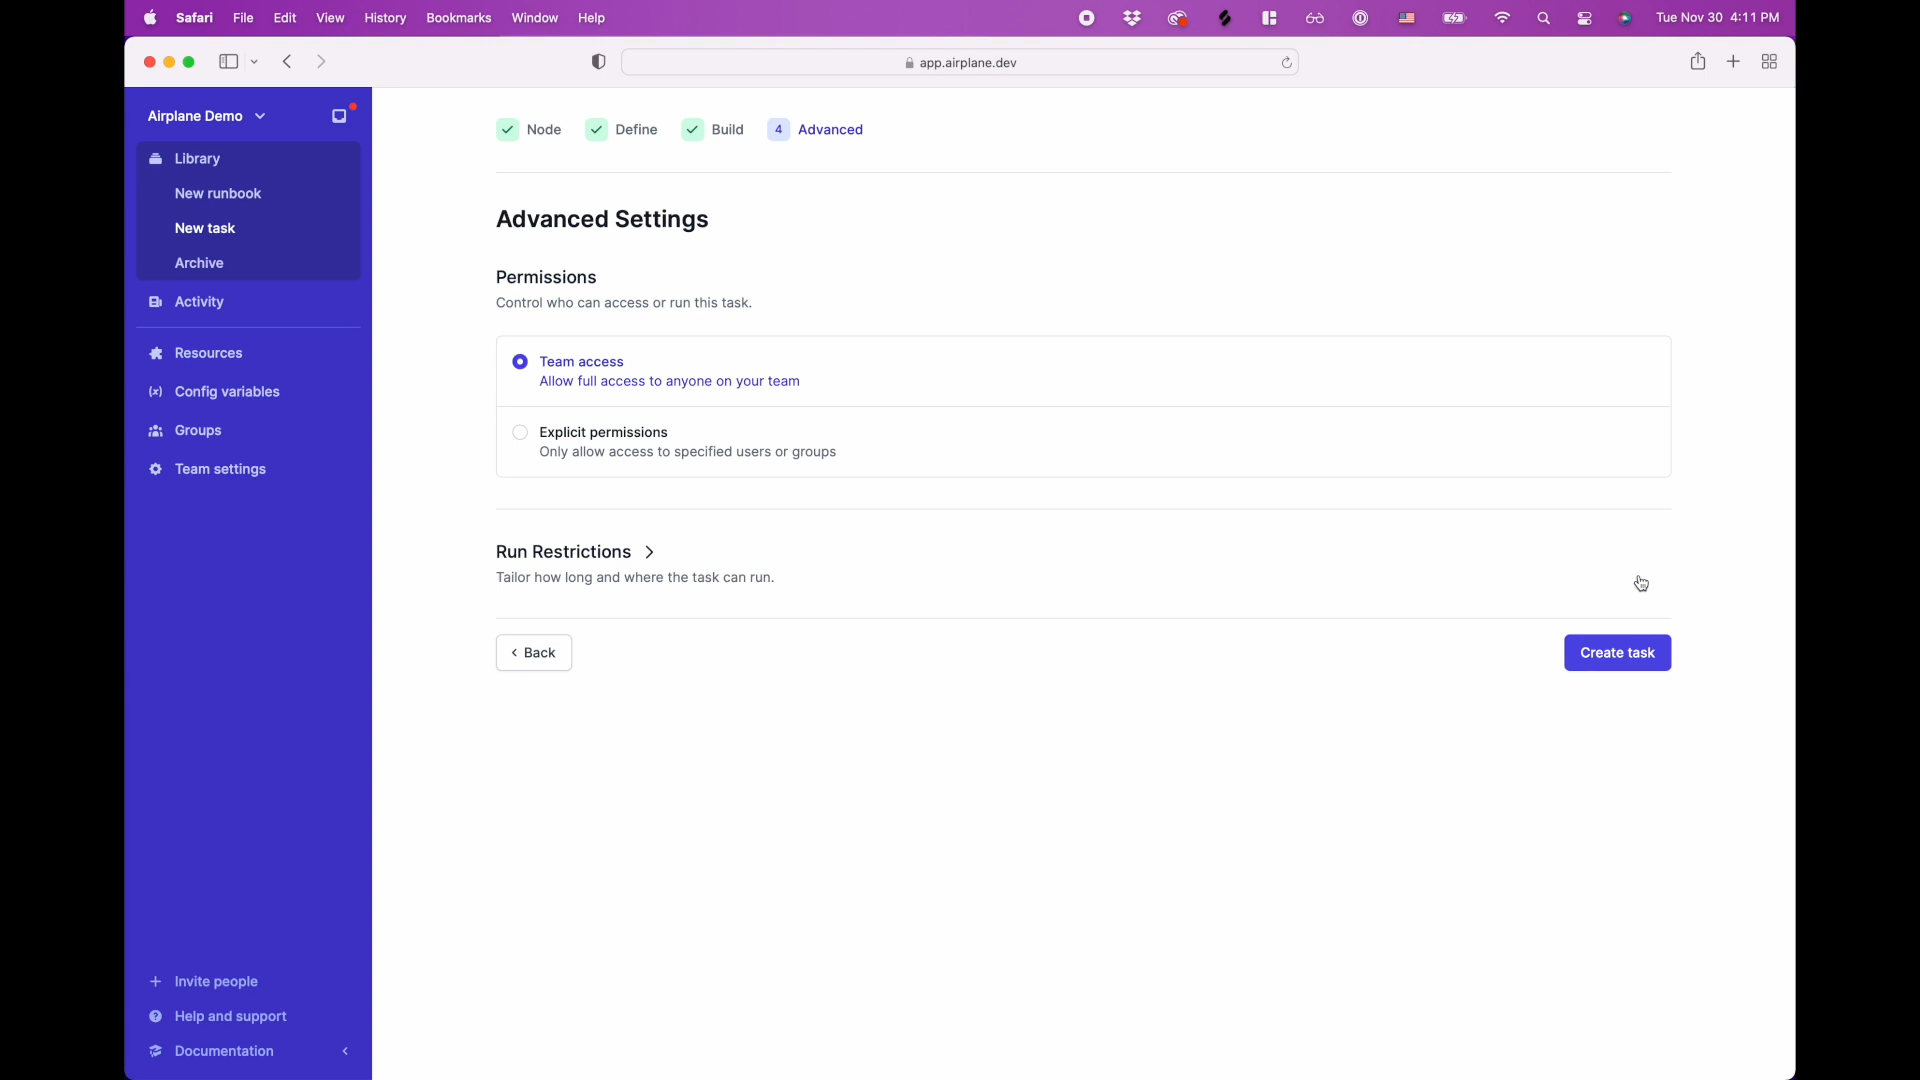 Safari File Edit View History Bookmarks Window Help Tue Nov 30 4:11 PM
app.airplane.dev
Airplane Demo
Library
New runbook
New task
Archive
Activity
Resources
Config variables
Groups
Team settings
Invite people
Help and support
Documentation
Node Define Build 4 Advanced
Advanced Settings
Permissions
Control who can access or run this task.
Team access
Allow full access to anyone on your team
Explicit permissions
Only allow access to specified users or groups
Run Restrictions
Tailor how long and where the task can run.
Back
Create task